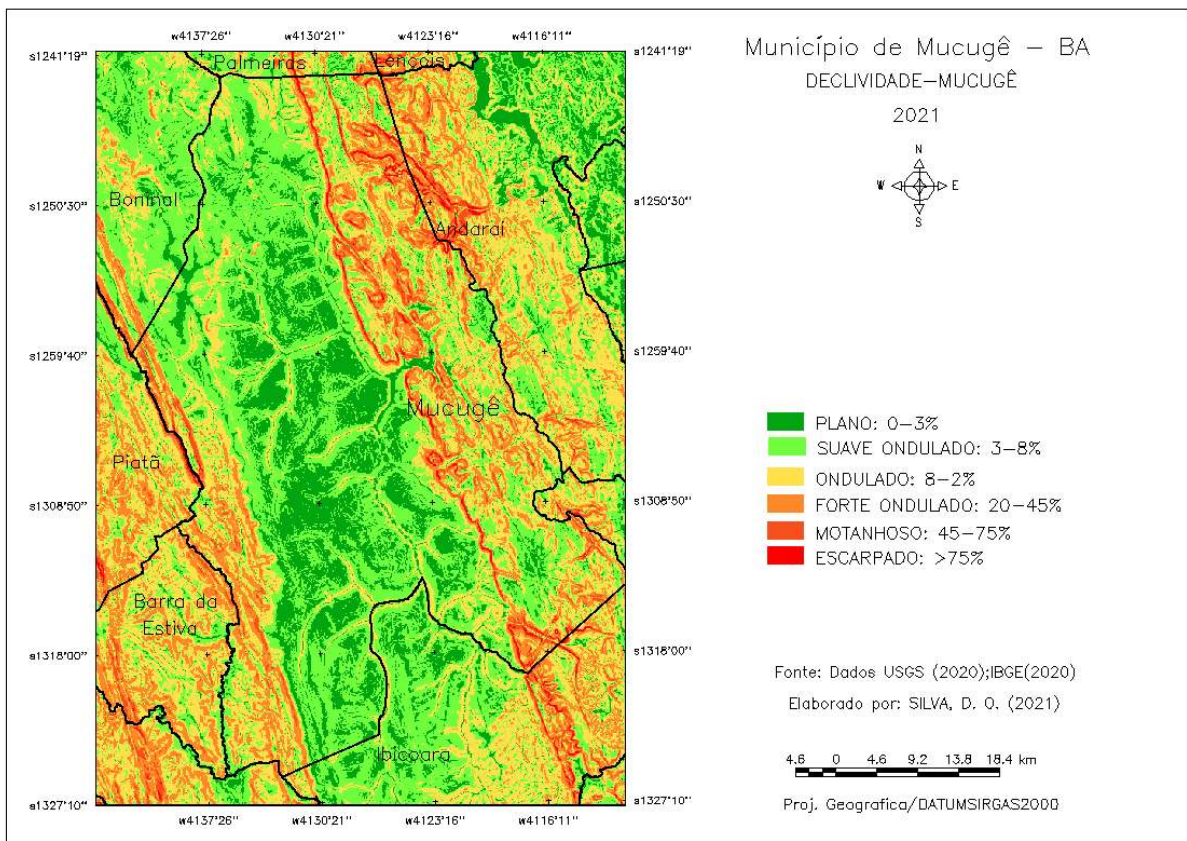 Município de Mucugê – BA
DECLIVIDADE–MUCUGÊ
2021
N
W E
S
w4137'26" w4130'21" w4123'16" w4116'11"
s1241'19" s1241'19"
s1250'30" s1250'30"
s1259'40" s1259'40"
s1308'50" s1308'50"
s1318'00" s1318'00"
s1327'10" s1327'10"
w4137'26" w4130'21" w4123'16" w4116'11"
Palmeiras
Lençois
Boninal
Andaraí
Mucugê
Piatã
Barra da
Estiva
Ibicoara
PLANO: 0–3%
SUAVE ONDULADO: 3–8%
ONDULADO: 8–2%
FORTE ONDULADO: 20–45%
MOTANHOSO: 45–75%
ESCARPADO: >75%
Fonte: Dados USGS (2020);IBGE(2020)
Elaborado por: SILVA, D. O. (2021)
4.6 0 4.6 9.2 13.8 18.4 km
Proj. Geografica/DATUMSIRGAS2000